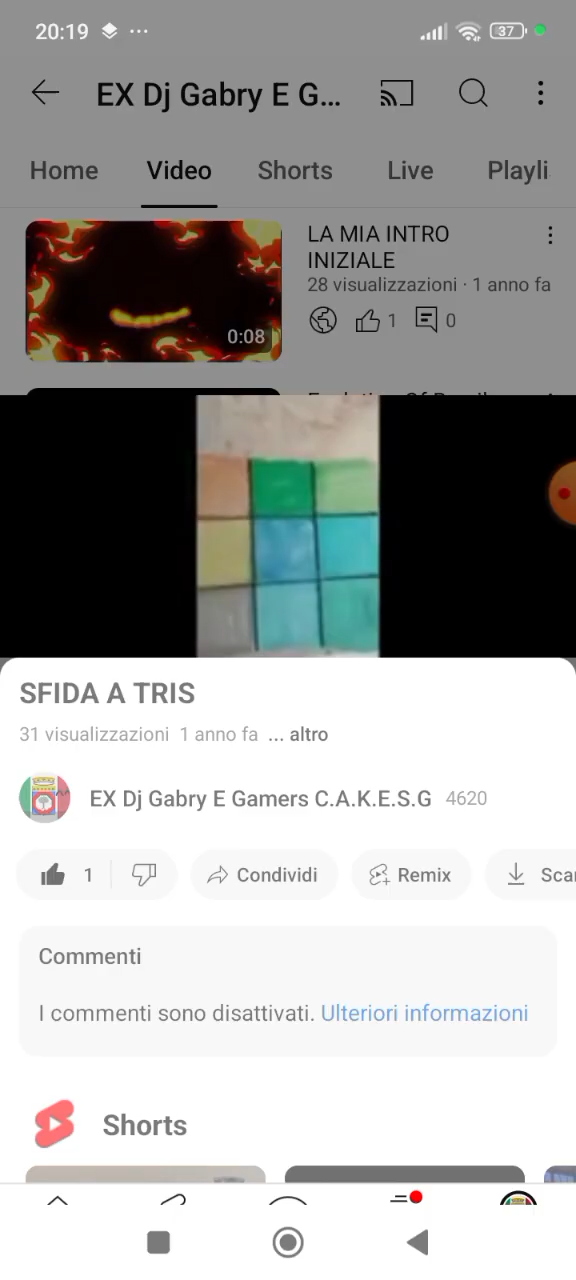 20:19
37
EX Dj Gabry E G...
Home Video Shorts Live Playli
LA MIA INTRO
INIZIALE
28 visualizzazioni · 1 anno fa
1 0
0:08
SFIDA A TRIS
31 visualizzazioni 1 anno fa ... altro
EX Dj Gabry E Gamers C.A.K.E.S.G 4620
1 Condividi Remix Scar
Commenti
I commenti sono disattivati. Ulteriori informazioni
Shorts